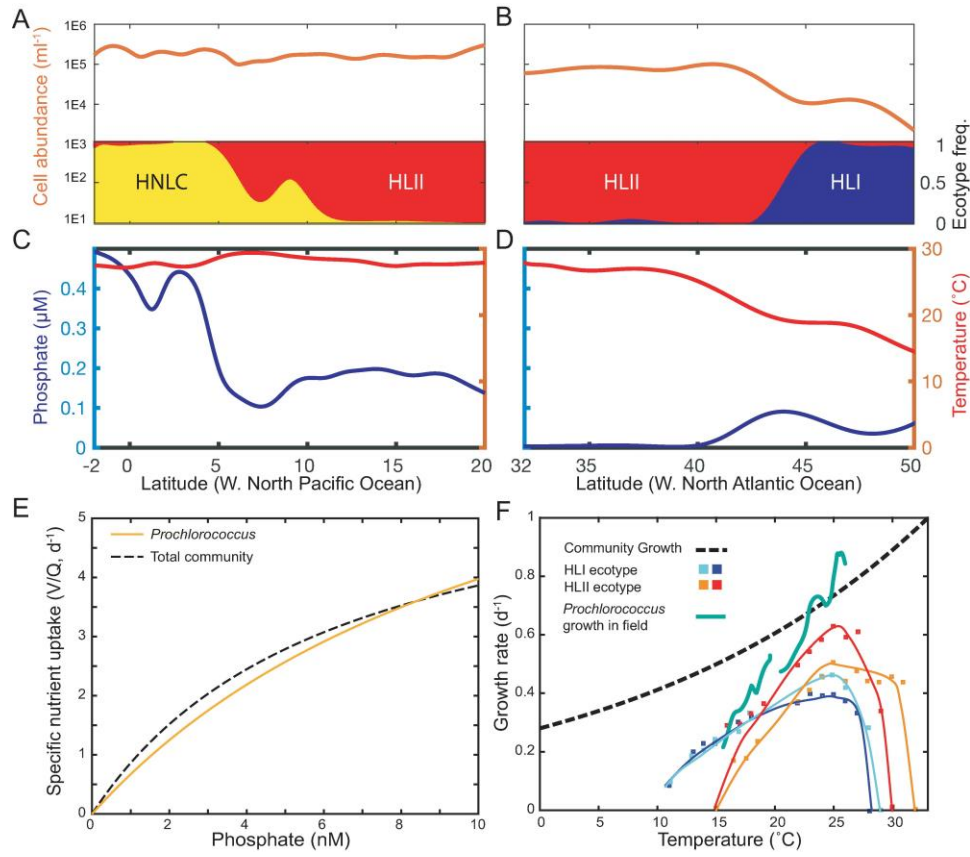 A
B
Cell abundance (ml-1)
1E6
1E5
1E4
1E3
1E2
1E1
HNLC
HLII
HLII
HLI
1
0.5
0
Ecotype freq.
C
D
Phosphate (μM)
0.4
0.3
0.2
0.1
0
30
20
10
0
Temperature (˚C)
-2 0 5 10 15 20
32 35 40 45 50
Latitude (W. North Pacific Ocean)
Latitude (W. North Atlantic Ocean)
E
Specific nutrient uptake (V/Q, d-1)
5
4
3
2
1
0
Prochlorococcus
Total community
0 2 4 6 8 10
Phosphate (nM)
F
Growth rate (d-1)
1
0.8
0.6
0.4
0.2
0
Community Growth
HLI ecotype
HLII ecotype
Prochlorococcus
growth in field
0 10 15 20 25 30
Temperature (˚C)